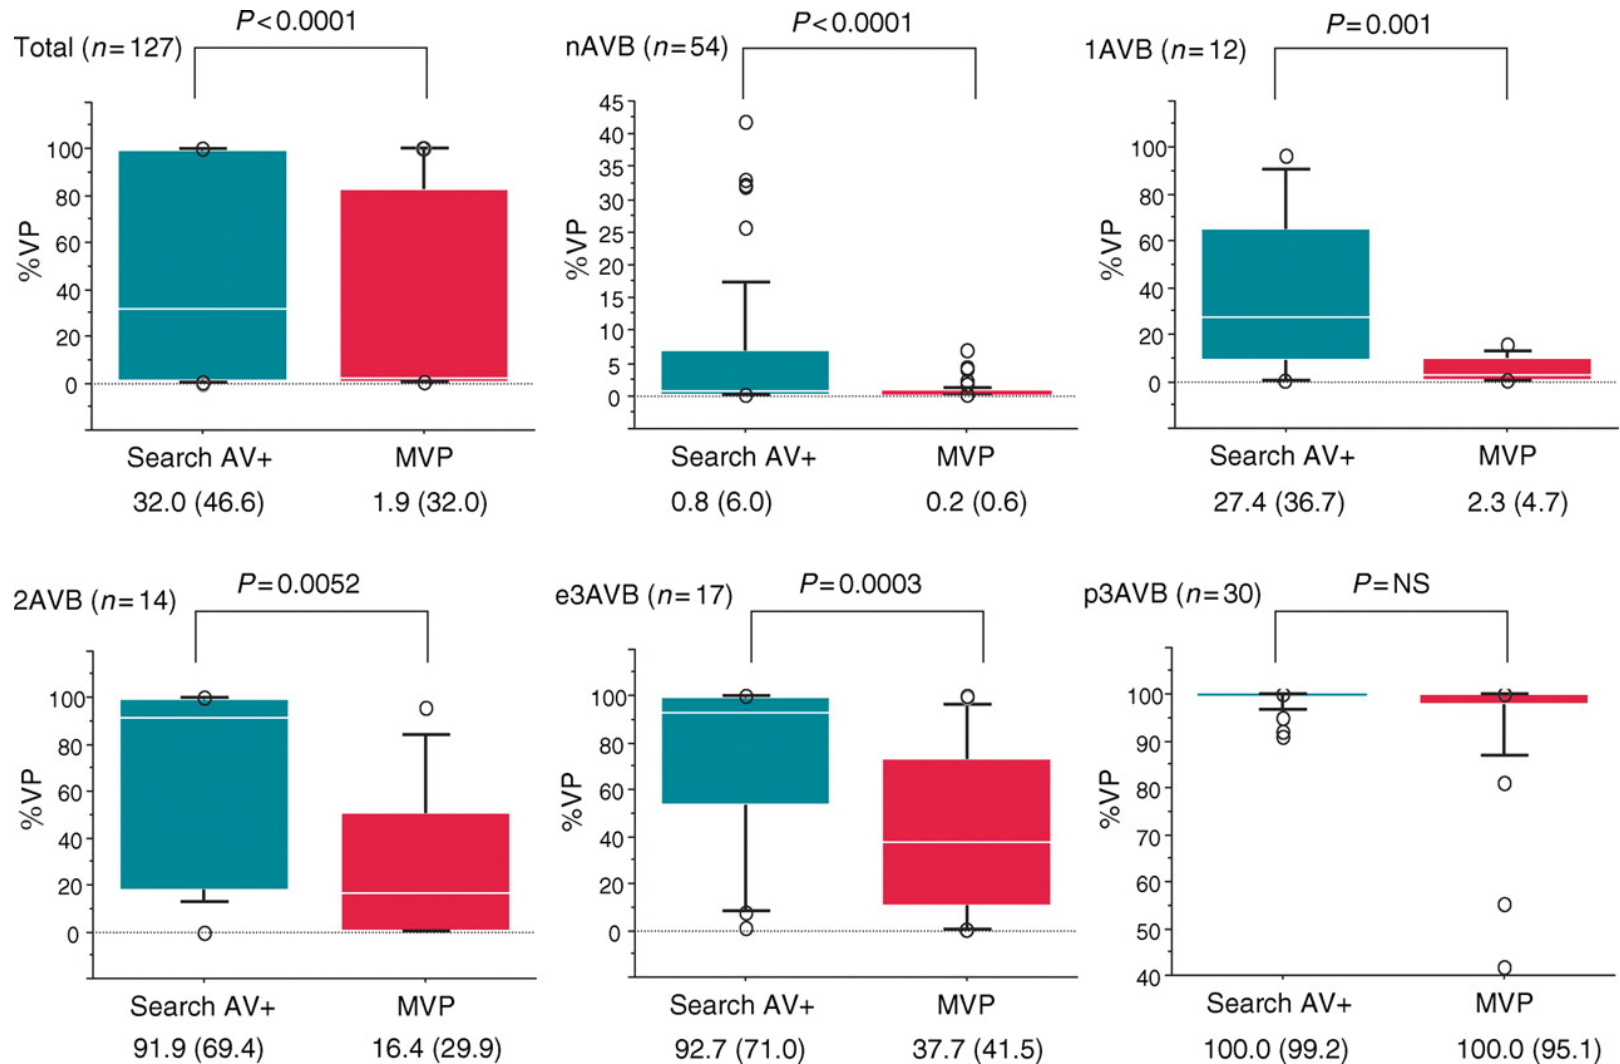 Total (n=127)
P<0.0001
%VP
100
80
60
40
20
0
Search AV+
MVP
32.0 (46.6)
1.9 (32.0)
nAVB (n=54)
P<0.0001
%VP
45
40
35
30
25
20
15
10
5
0
Search AV+
MVP
0.8 (6.0)
0.2 (0.6)
1AVB (n=12)
P=0.001
%VP
100
80
60
40
20
0
Search AV+
MVP
27.4 (36.7)
2.3 (4.7)
2AVB (n=14)
P=0.0052
%VP
100
80
60
40
20
0
Search AV+
MVP
91.9 (69.4)
16.4 (29.9)
e3AVB (n=17)
P=0.0003
%VP
100
80
60
40
20
0
Search AV+
MVP
92.7 (71.0)
37.7 (41.5)
p3AVB (n=30)
P=NS
%VP
100
90
80
70
60
50
40
Search AV+
MVP
100.0 (99.2)
100.0 (95.1)